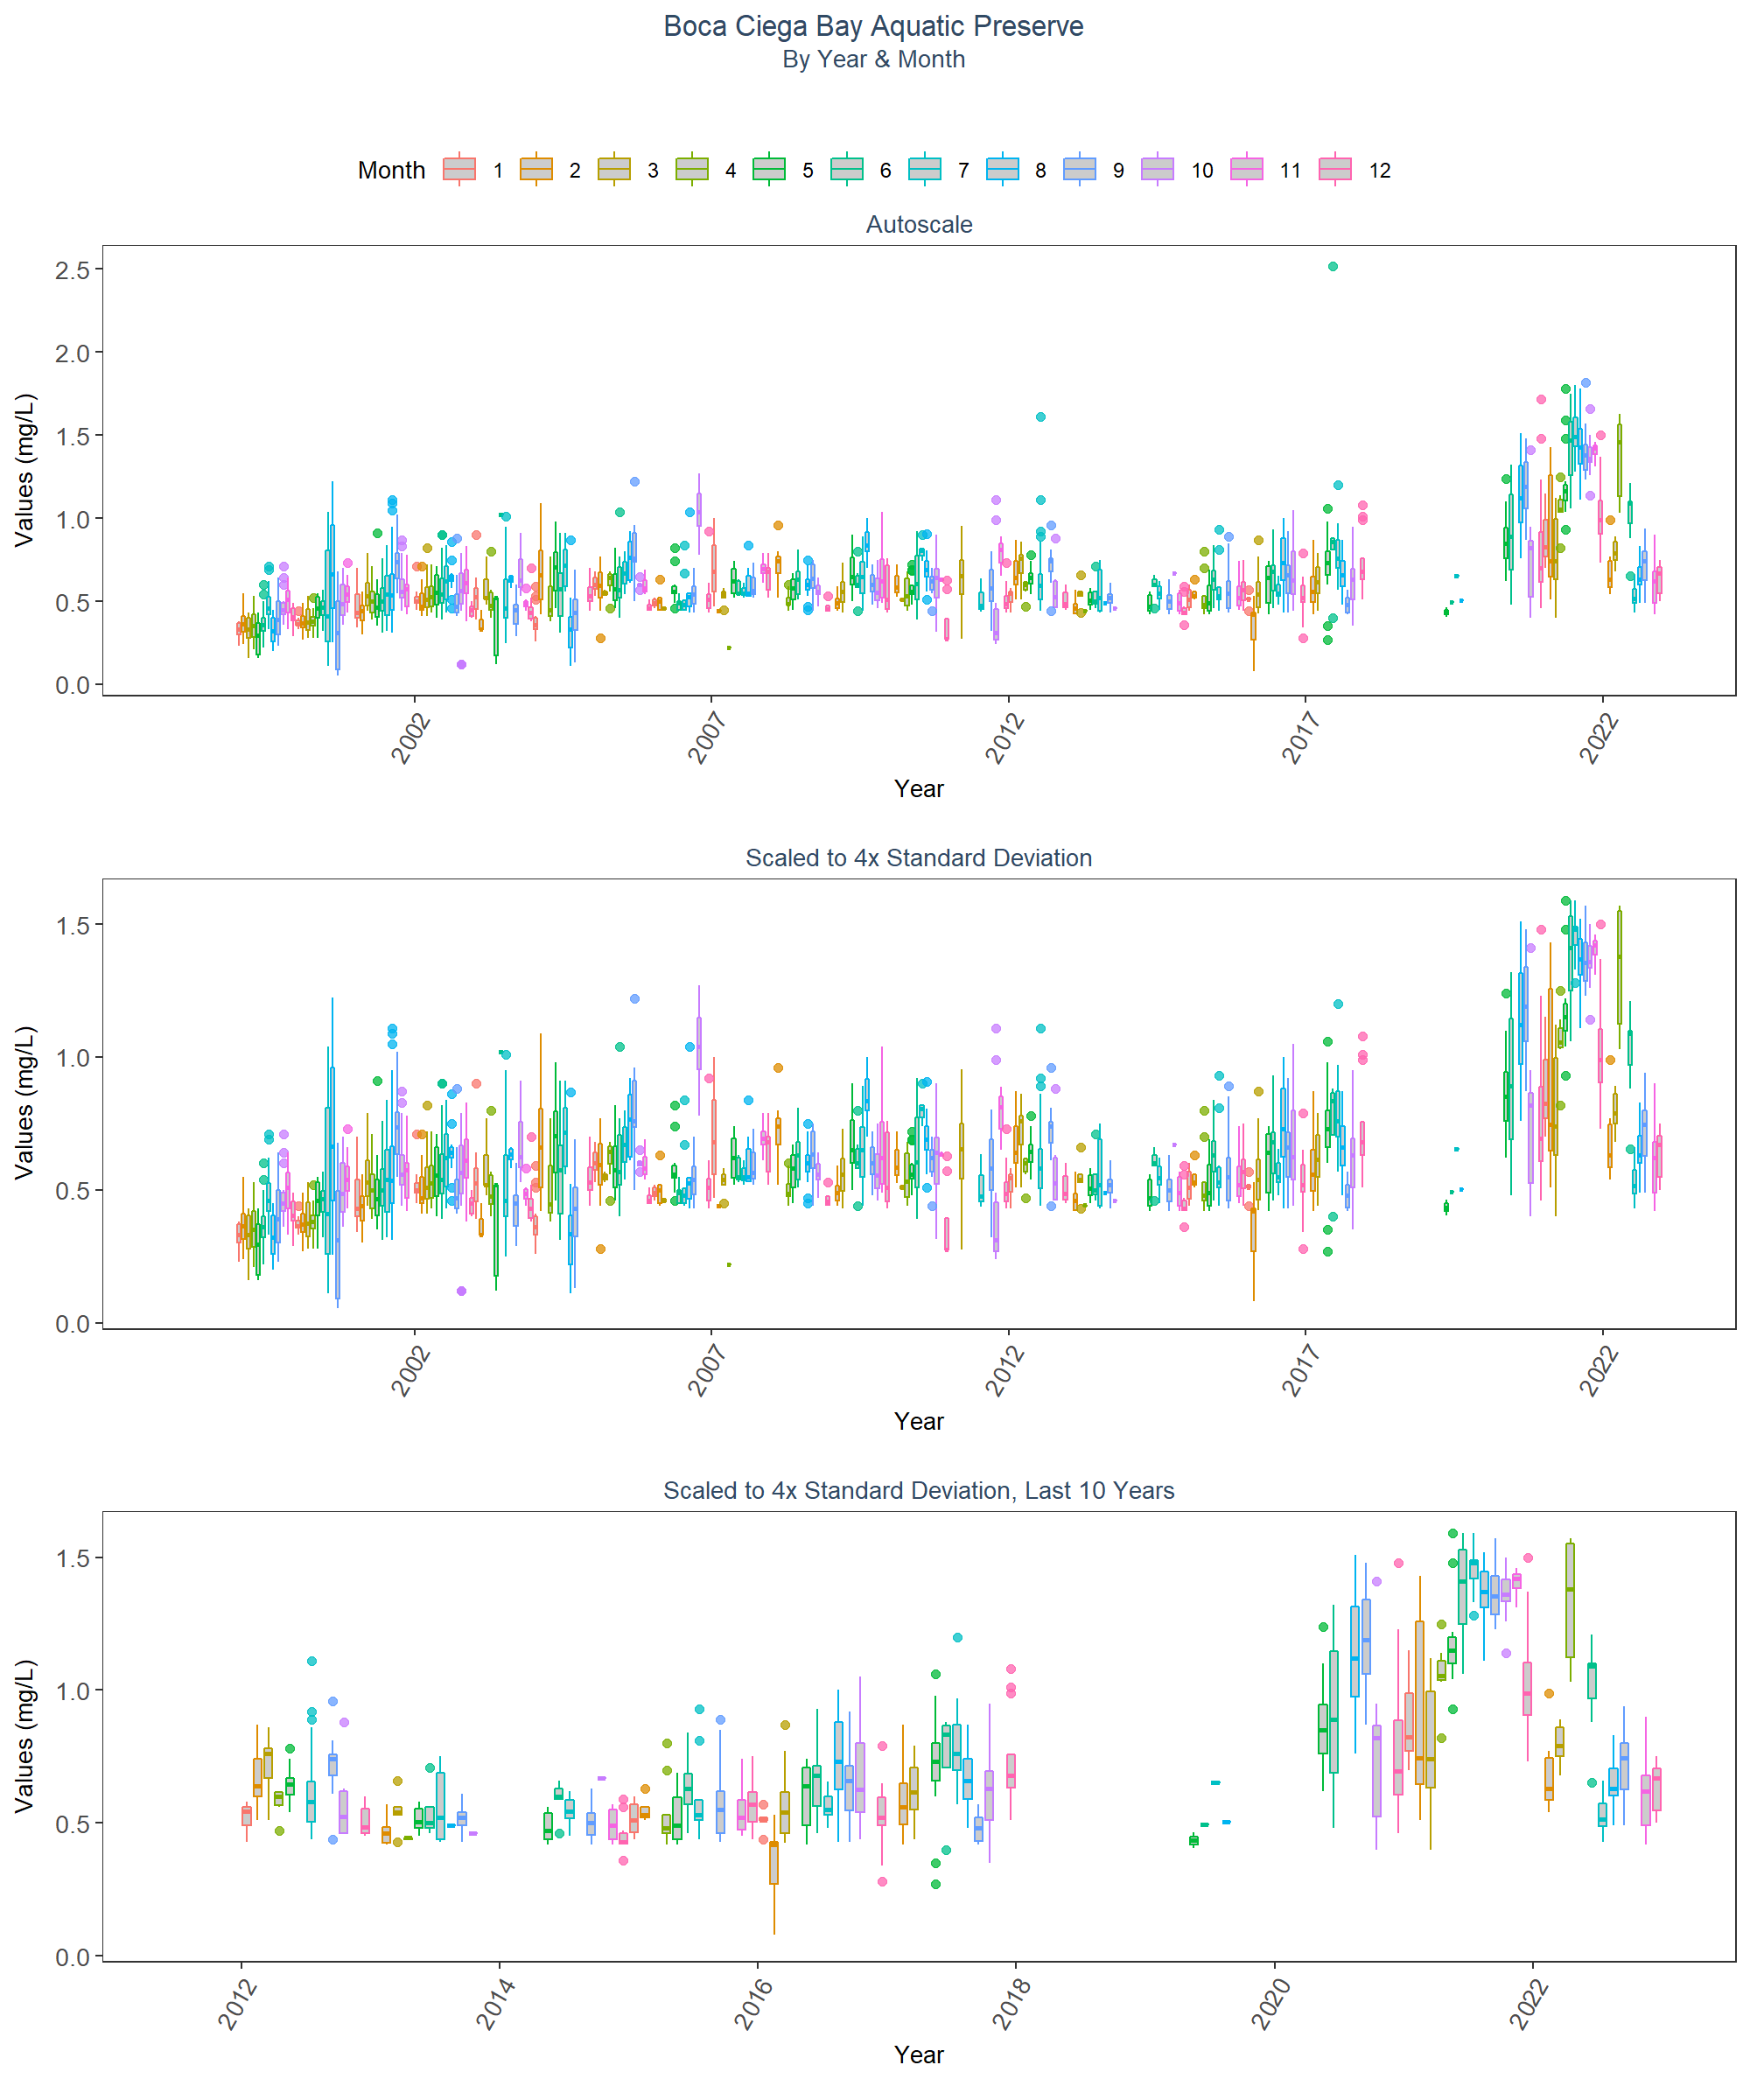 Boca Ciega Bay Aquatic Preserve
By Year & Month
Month 1 2 3 4 5 6 7 8 9 10 11 12
Autoscale
Values (mg/L)
2.5
2.0
1.5
1.0
0.5
0.0
2002 2007 2012 2017 2022
Year
Scaled to 4x Standard Deviation
Values (mg/L)
1.5
1.0
0.5
0.0
2002 2007 2012 2017 2022
Year
Scaled to 4x Standard Deviation, Last 10 Years
Values (mg/L)
1.5
1.0
0.5
0.0
2012 2014 2016 2018 2020 2022
Year